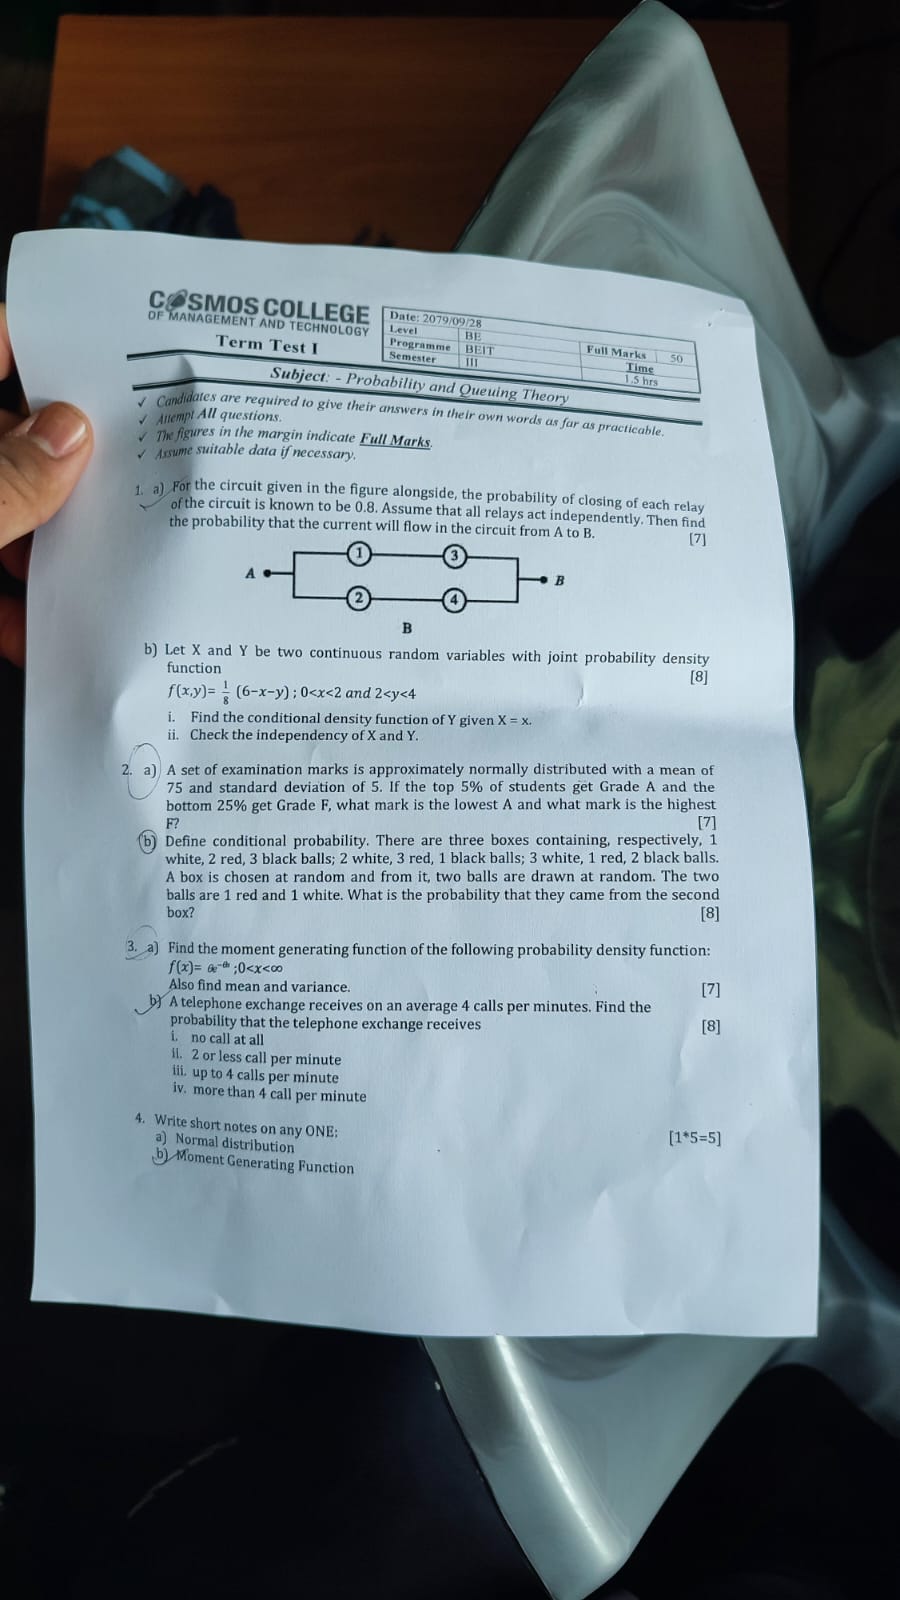 COSMOS COLLEGE
OF MANAGEMENT AND TECHNOLOGY
Term Test I
Date: 2079/09/28
Level BE
Programme BEIT
Semester III
Full Marks 50
Time
1.5 hrs
Subject: - Probability and Queuing Theory
✓ Candidates are required to give their answers in their own words as far as practicable.
✓ Attempt All questions.
✓ The figures in the margin indicate Full Marks.
✓ Assume suitable data if necessary.
1. a) For the circuit given in the figure alongside, the probability of closing of each relay
of the circuit is known to be 0.8. Assume that all relays act independently. Then find
the probability that the current will flow in the circuit from A to B. [7]
1 3
A B
2 4
B
b) Let X and Y be two continuous random variables with joint probability density
function [8]
f(x,y)= 1/8 (6-x-y) ; 0<x<2 and 2<y<4
i. Find the conditional density function of Y given X = x.
ii. Check the independency of X and Y.
2. a) A set of examination marks is approximately normally distributed with a mean of
75 and standard deviation of 5. If the top 5% of students get Grade A and the
bottom 25% get Grade F, what mark is the lowest A and what mark is the highest
F? [7]
b) Define conditional probability. There are three boxes containing, respectively, 1
white, 2 red, 3 black balls; 2 white, 3 red, 1 black balls; 3 white, 1 red, 2 black balls.
A box is chosen at random and from it, two balls are drawn at random. The two
balls are 1 red and 1 white. What is the probability that they came from the second
box? [8]
3. a) Find the moment generating function of the following probability density function:
f(x)= θe^-θx ;0<x<∞
Also find mean and variance. [7]
b) A telephone exchange receives on an average 4 calls per minutes. Find the
probability that the telephone exchange receives [8]
i. no call at all
ii. 2 or less call per minute
iii. up to 4 calls per minute
iv. more than 4 call per minute
4. Write short notes on any ONE: [1*5=5]
a) Normal distribution
b) Moment Generating Function